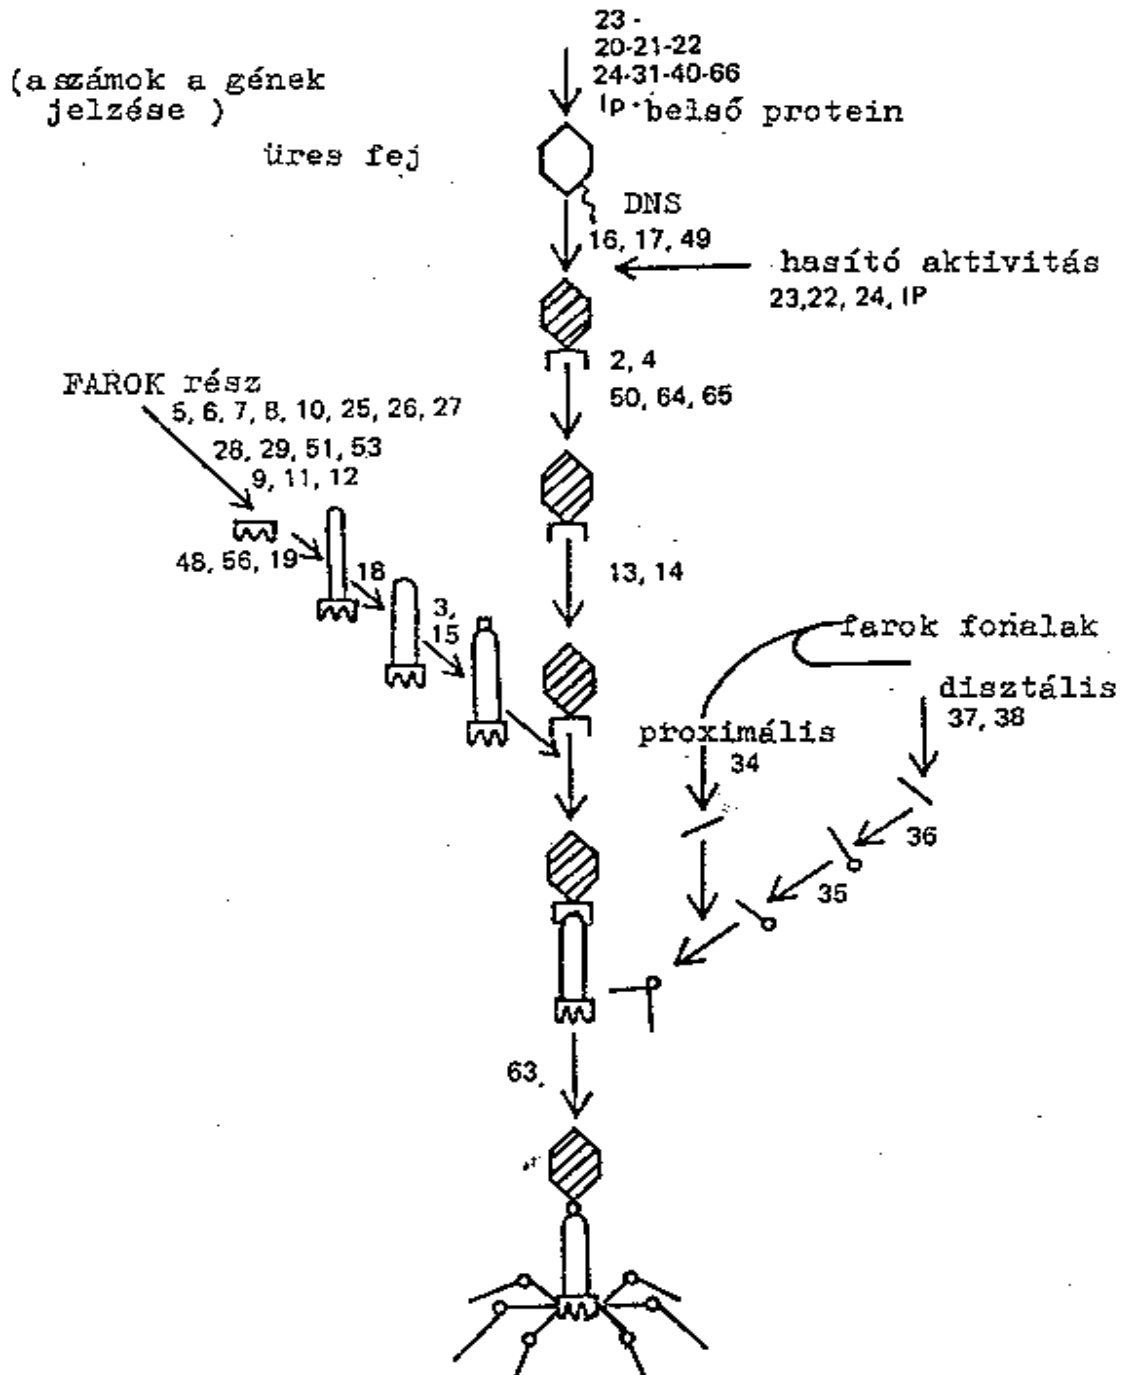 (a számok a gének
jelzése )
23 -
20-21-22
24-31-40-66
Ip - belső protein
üres fej
DNS
16, 17, 49
hasító aktivitás
23,22, 24, IP
2, 4
50, 64, 65
FAROK rész
5, 6, 7, 8, 10, 25, 26, 27
28, 29, 51, 53
9, 11, 12
48, 56, 19
18
3,
15
13, 14
farok fonalak
disztális
37, 38
proximális
34
36
35
63,